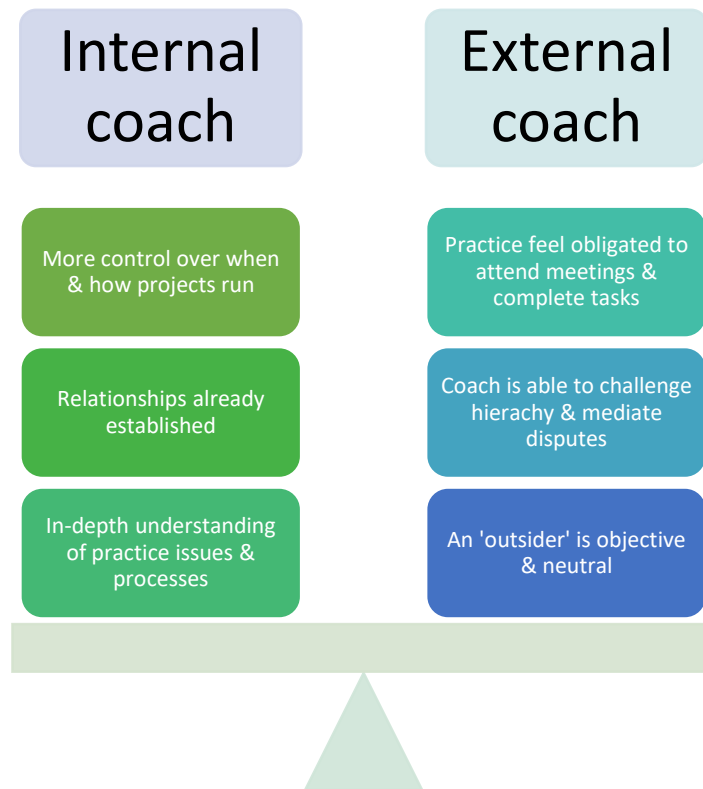 Internal
coach
External
coach
More control over when
& how projects run
Practice feel obligated to
attend meetings &
complete tasks
Relationships already
established
Coach is able to challenge
hierachy & mediate
disputes
In-depth understanding
of practice issues &
processes
An 'outsider' is objective
& neutral